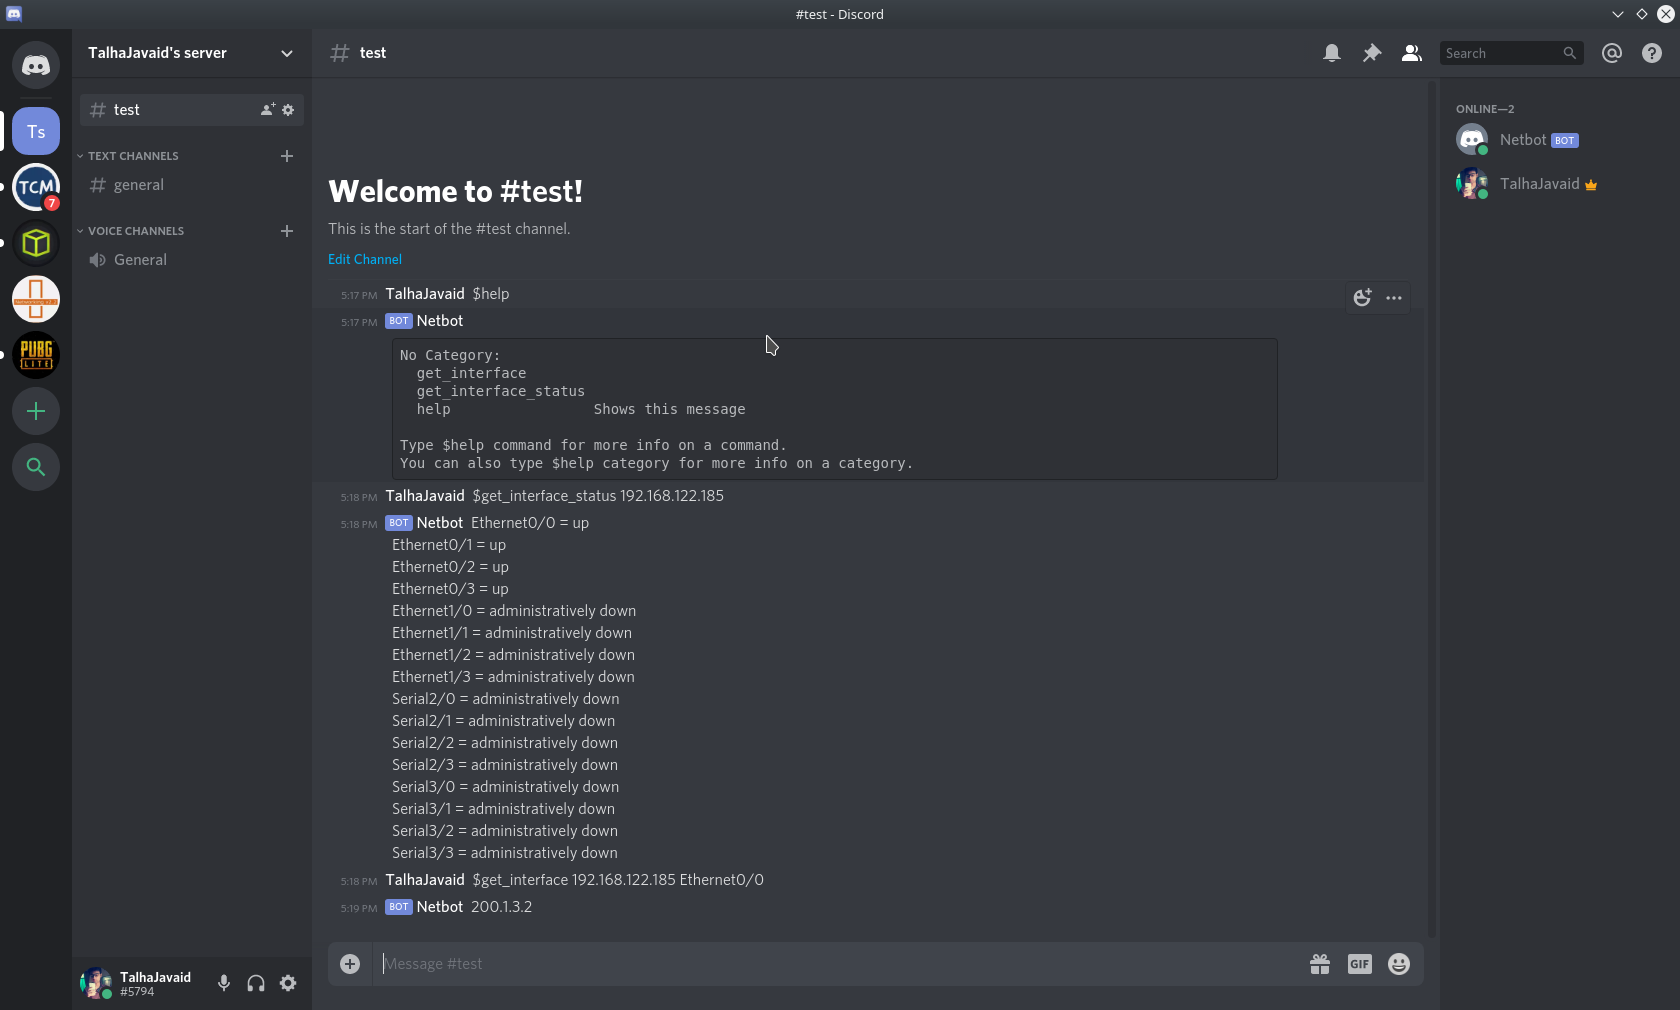 #test - Discord
TalhaJavaid's server
# test
Search
# test
TEXT CHANNELS
# general
VOICE CHANNELS
General
Ts
TCM
7
PUBG
LITE
Welcome to #test!
This is the start of the #test channel.
Edit Channel
5:17 PM TalhaJavaid $help
5:17 PM BOT Netbot
No Category:
get_interface
get_interface_status
help Shows this message
Type $help command for more info on a command.
You can also type $help category for more info on a category.
5:18 PM TalhaJavaid $get_interface_status 192.168.122.185
5:18 PM BOT Netbot Ethernet0/0 = up
Ethernet0/1 = up
Ethernet0/2 = up
Ethernet0/3 = up
Ethernet1/0 = administratively down
Ethernet1/1 = administratively down
Ethernet1/2 = administratively down
Ethernet1/3 = administratively down
Serial2/0 = administratively down
Serial2/1 = administratively down
Serial2/2 = administratively down
Serial2/3 = administratively down
Serial3/0 = administratively down
Serial3/1 = administratively down
Serial3/2 = administratively down
Serial3/3 = administratively down
5:18 PM TalhaJavaid $get_interface 192.168.122.185 Ethernet0/0
5:19 PM BOT Netbot 200.1.3.2
Message #test
GIF
ONLINE—2
Netbot BOT
TalhaJavaid
TalhaJavaid
#5794